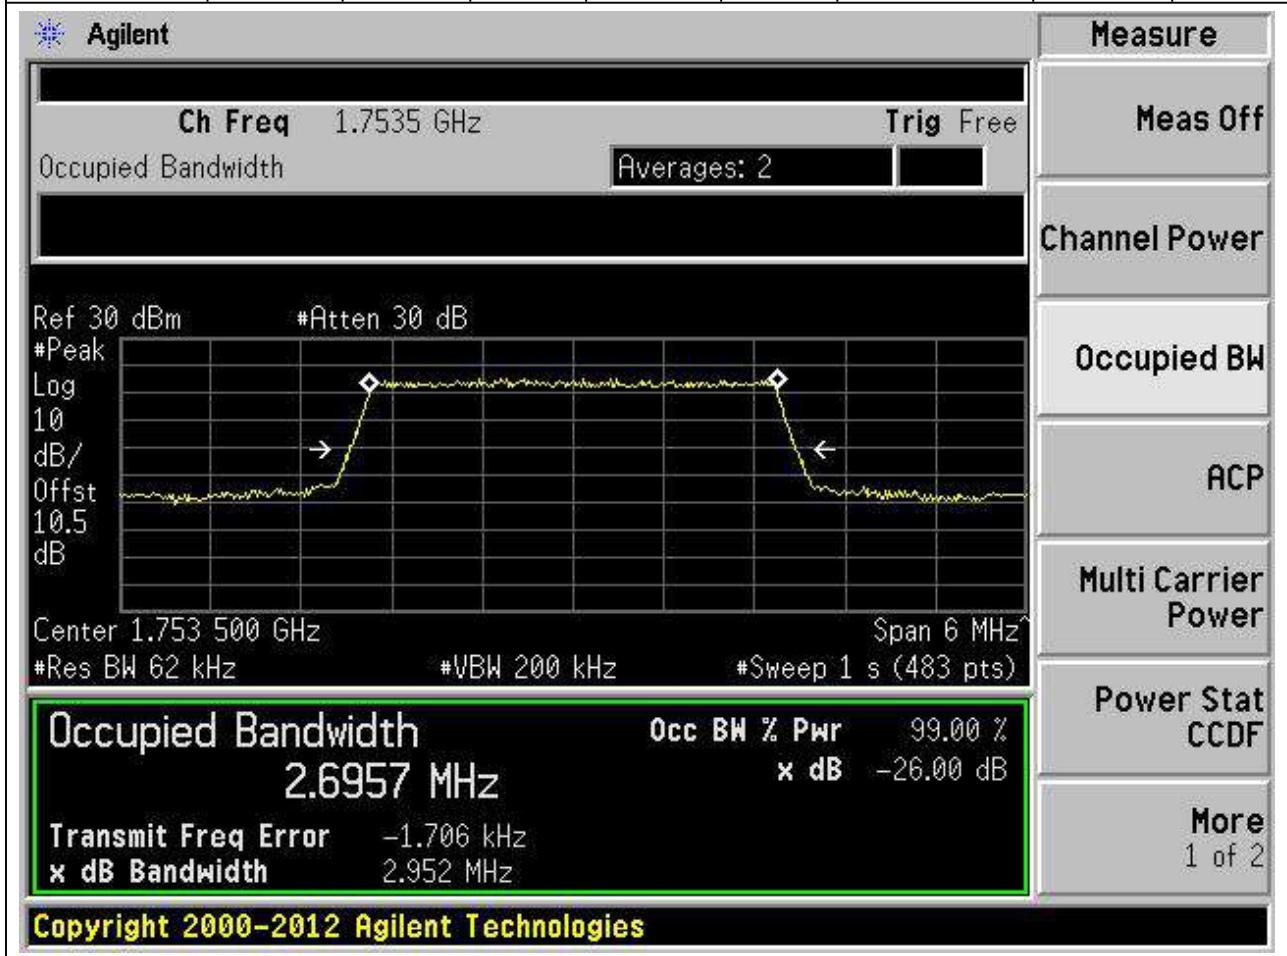 Agilent
Measure
Ch Freq 1.7535 GHz Trig Free
Occupied Bandwidth Averages: 2
Meas Off
Channel Power
Occupied BW
ACP
Multi Carrier
Power
Power Stat
CCDF
More
1 of 2
Ref 30 dBm #Atten 30 dB
#Peak
Log
10
dB/
Offst
10.5
dB
Center 1.753 500 GHz Span 6 MHz^
#Res BW 62 kHz #VBW 200 kHz #Sweep 1 s (483 pts)
Occupied Bandwidth Occ BW % Pwr 99.00 %
2.6957 MHz x dB -26.00 dB
Transmit Freq Error -1.706 kHz
x dB Bandwidth 2.952 MHz
Copyright 2000-2012 Agilent Technologies